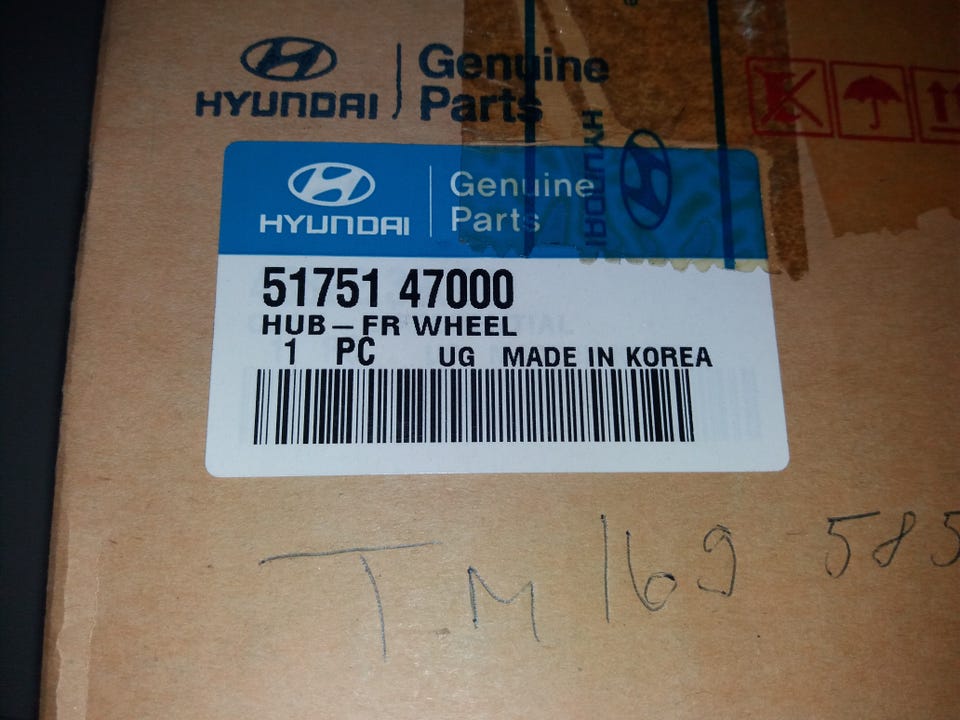 HYUNDAI
Genuine
Parts
HYUNDAI
HYUNDAI
Genuine
Parts
51751 47000
HUB-FR WHEEL
1 PC UG MADE IN KOREA
TM 169-585